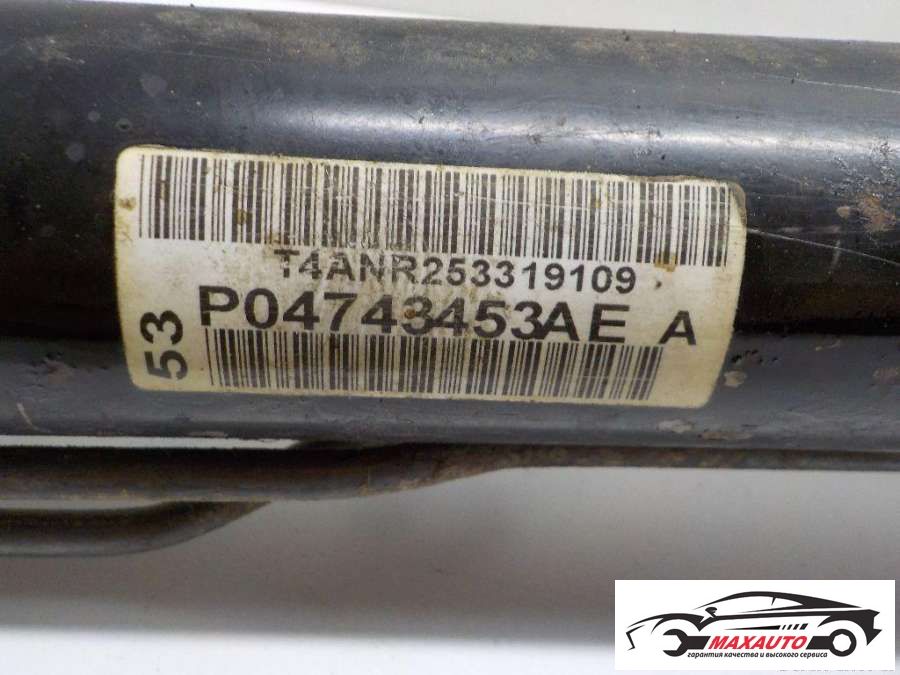 T4ANR253319109
P04743453AE A
53
MAXAUTO
гарантия качества и высокого сервиса